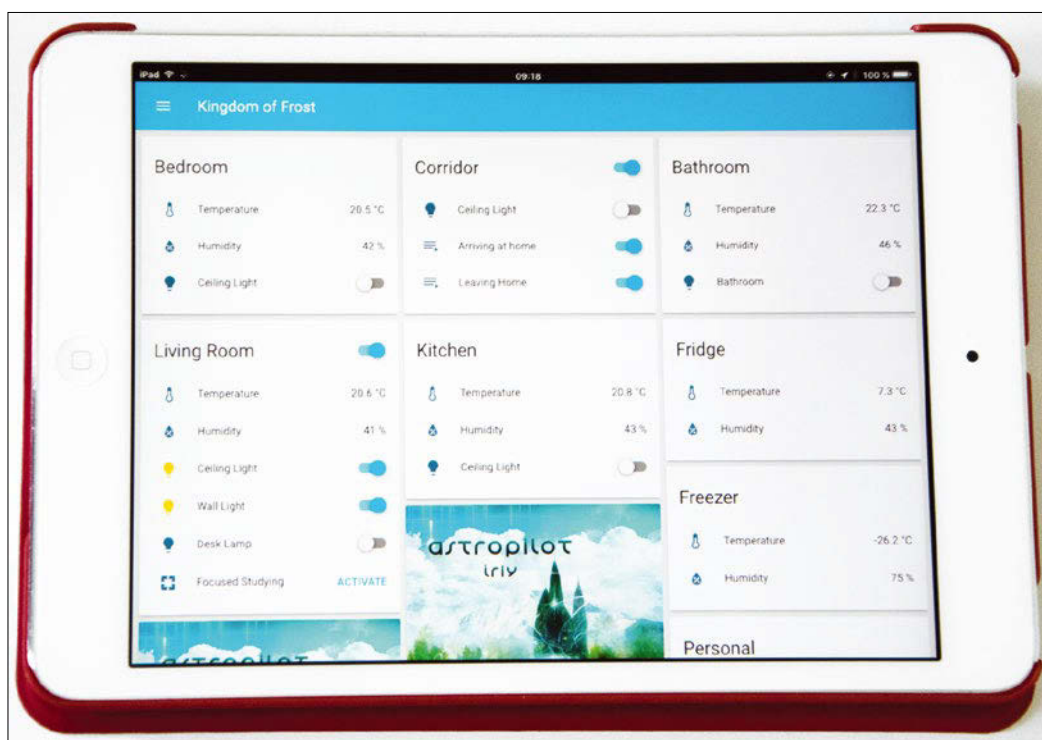 iPad 09:18 100 %
Kingdom of Frost
Bedroom
Temperature 20.5 °C
Humidity 42 %
Ceiling Light
Corridor
Ceiling Light
Arriving at home
Leaving Home
Bathroom
Temperature 22.3 °C
Humidity 46 %
Bathroom
Living Room
Temperature 20.6 °C
Humidity 41 %
Ceiling Light
Wall Light
Desk Lamp
Focused Studying ACTIVATE
astropilot
Kitchen
Temperature 20.8 °C
Humidity 43 %
Ceiling Light
astropilot
iriy
Fridge
Temperature 7.3 °C
Humidity 43 %
Freezer
Temperature -26.2 °C
Humidity 75 %
Personal